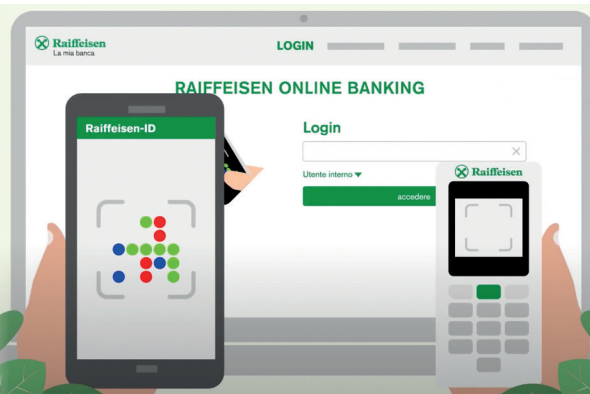 Raiffeisen
La mia banca
LOGIN
RAIFFEISEN ONLINE BANKING
Raiffeisen-ID
Login
Utente interno
accedere
Raiffeisen